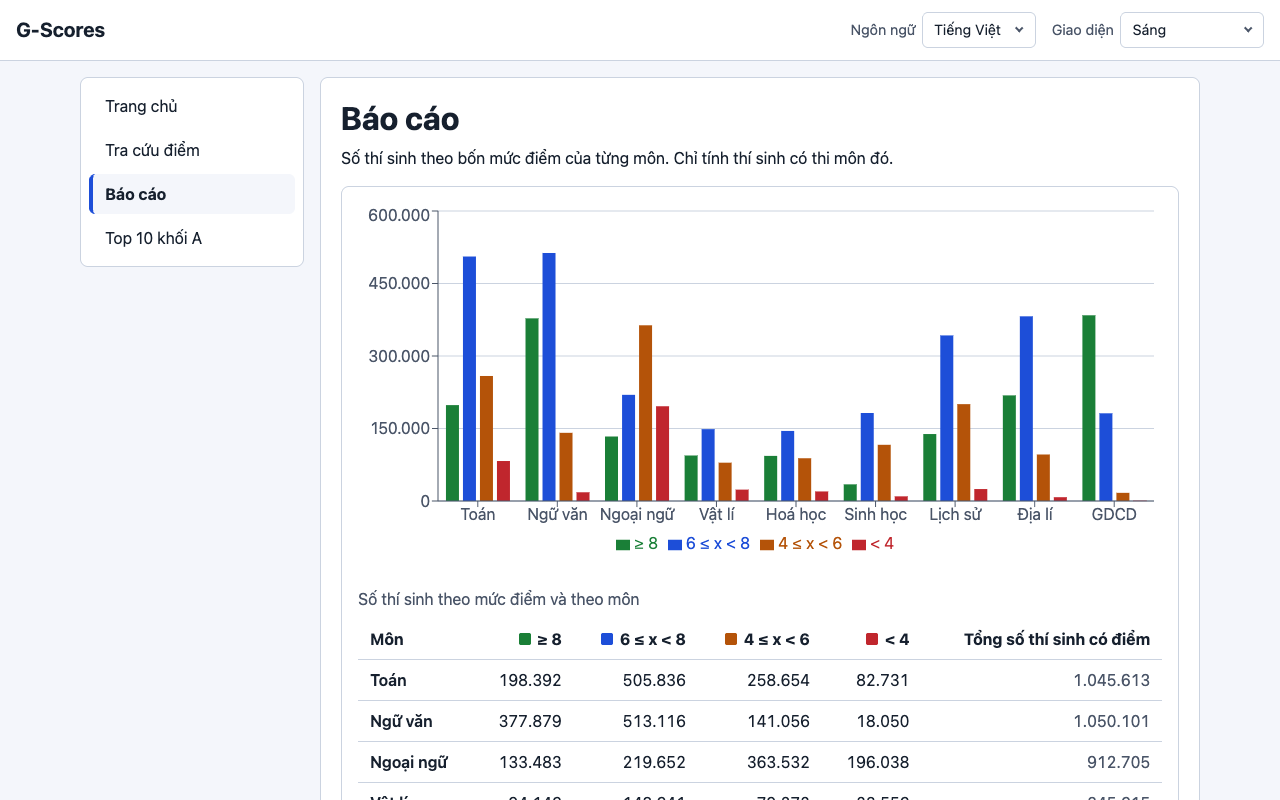 G-Scores
Ngôn ngữ Tiếng Việt Giao diện Sáng
Trang chủ
Tra cứu điểm
Báo cáo
Top 10 khối A
Báo cáo
Số thí sinh theo bốn mức điểm của từng môn. Chỉ tính thí sinh có thi môn đó.
600.000
450.000
300.000
150.000
0
Toán Ngữ văn Ngoại ngữ Vật lí Hoá học Sinh học Lịch sử Địa lí GDCD
≥ 8 6 ≤ x < 8 4 ≤ x < 6 < 4
Số thí sinh theo mức điểm và theo môn
Môn ≥ 8 6 ≤ x < 8 4 ≤ x < 6 < 4 Tổng số thí sinh có điểm
Toán 198.392 505.836 258.654 82.731 1.045.613
Ngữ văn 377.879 513.116 141.056 18.050 1.050.101
Ngoại ngữ 133.483 219.652 363.532 196.038 912.705
Vật lí